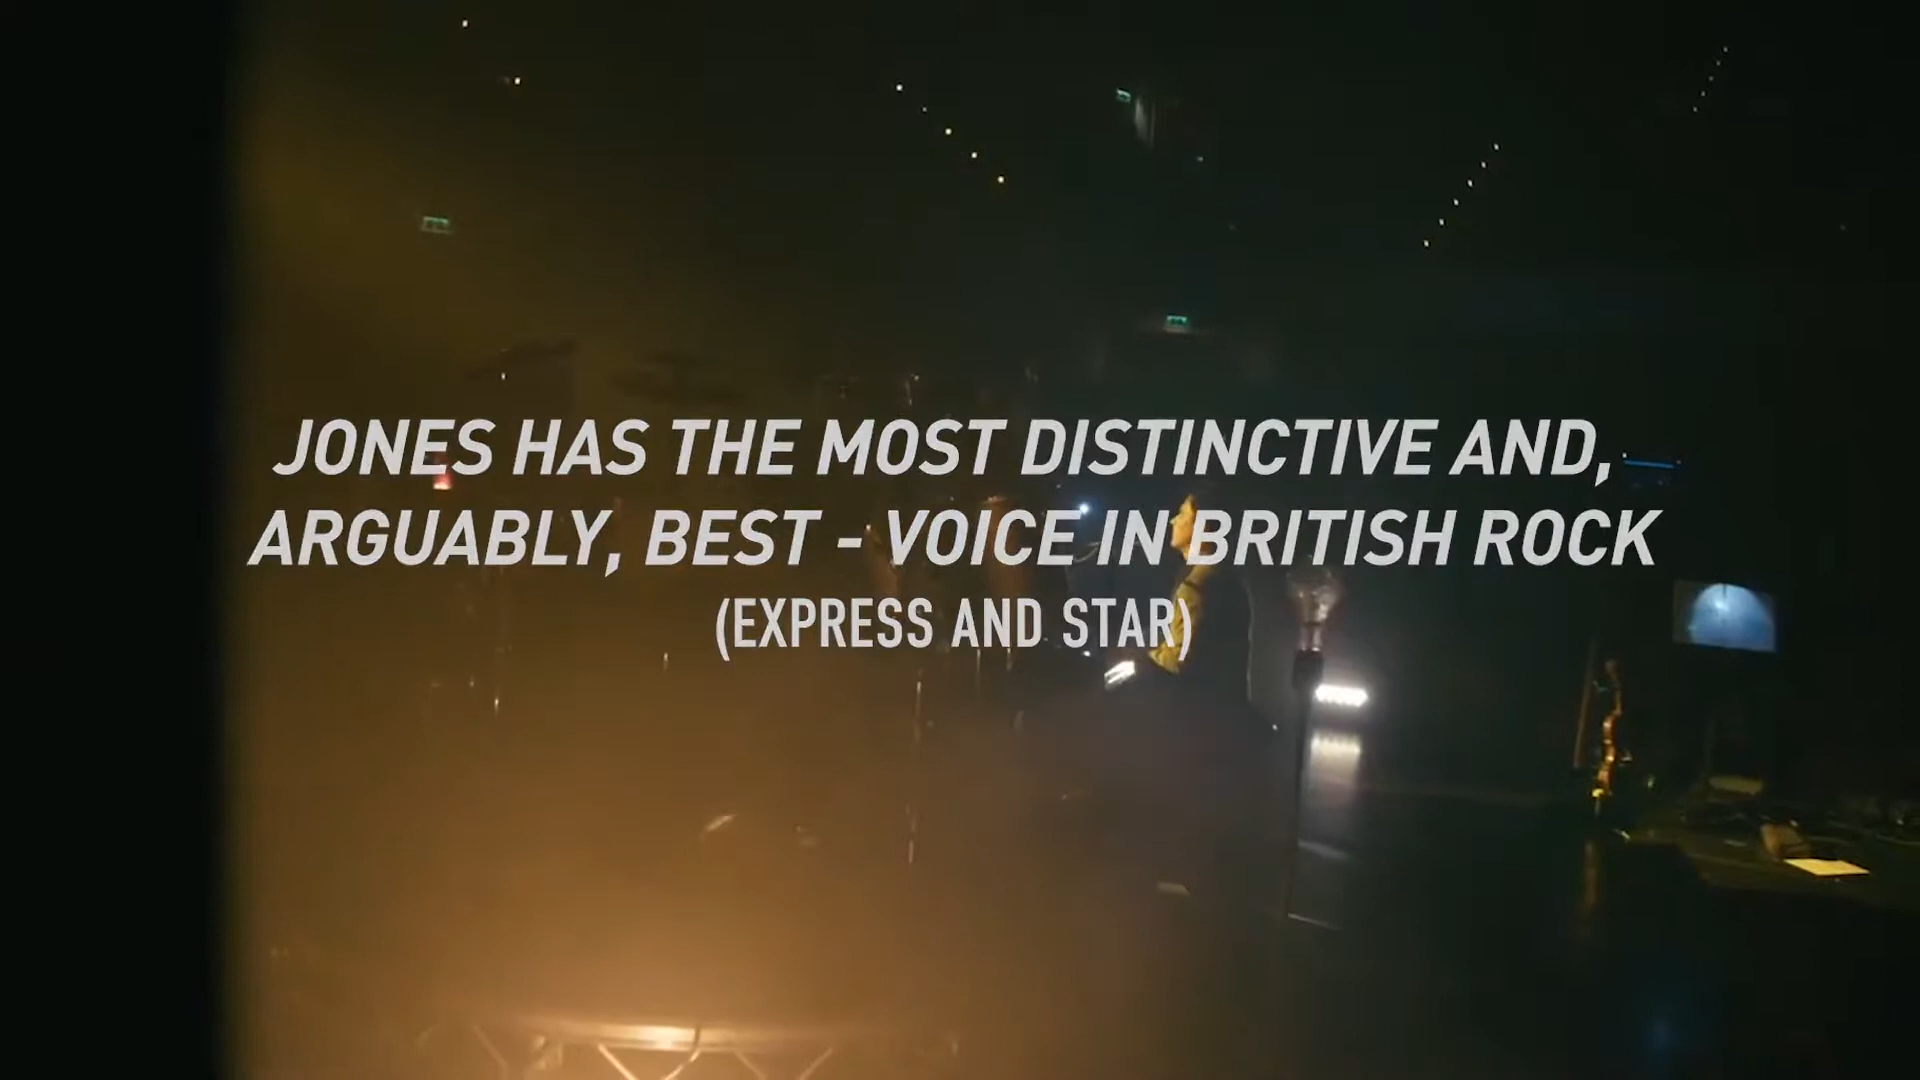 JONES HAS THE MOST DISTINCTIVE AND,
ARGUABLY, BEST - VOICE IN BRITISH ROCK
(EXPRESS AND STAR)